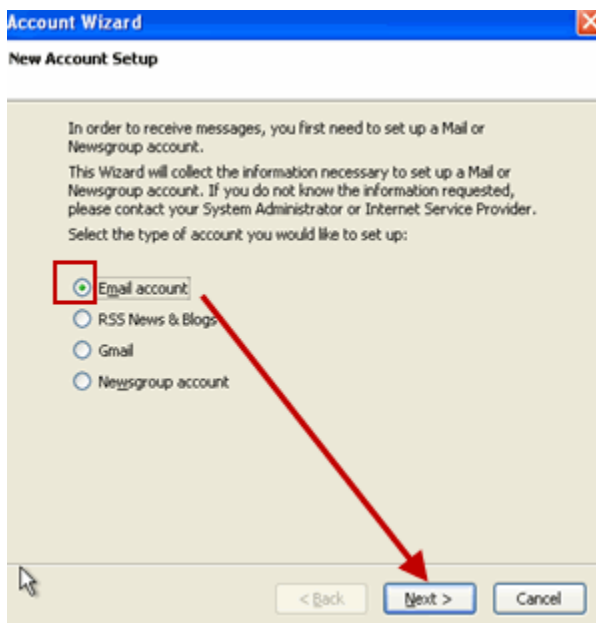 Account Wizard
New Account Setup
In order to receive messages, you first need to set up a Mail or
Newsgroup account.
This Wizard will collect the information necessary to set up a Mail or
Newsgroup account. If you do not know the information requested,
please contact your System Administrator or Internet Service Provider.
Select the type of account you would like to set up:
Email account
RSS News & Blogs
Gmail
Newsgroup account
< Back Next > Cancel